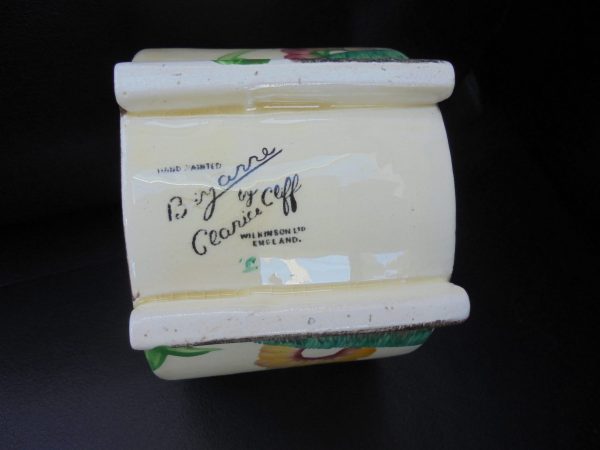 HAND PAINTED
Bizarre
by
Clarice Cliff
WILKINSON LTD
ENGLAND.